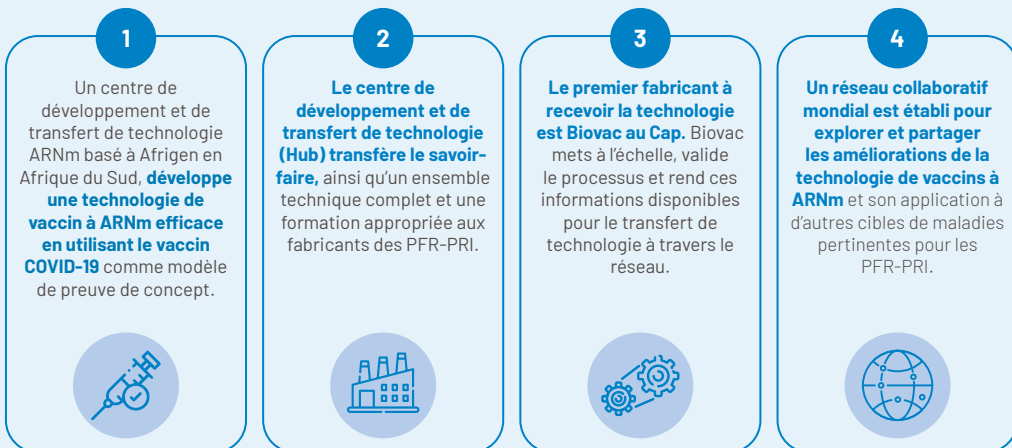 1
Un centre de
développement et de
transfert de technologie
ARNm basé à Afrigen en
Afrique du Sud, développe
une technologie de
vaccin à ARNm efficace
en utilisant le vaccin
COVID-19 comme modèle
de preuve de concept.
2
Le centre de
développement et de
transfert de technologie
(Hub) transfère le savoir-
faire, ainsi qu'un ensemble
technique complet et une
formation appropriée aux
fabricants des PFR-PRI.
3
Le premier fabricant à
recevoir la technologie
est Biovac au Cap. Biovac
mets à l'échelle, valide
le processus et rend ces
informations disponibles
pour le transfert de
technologie à travers le
réseau.
4
Un réseau collaboratif
mondial est établi pour
explorer et partager
les améliorations de la
technologie de vaccins à
ARNm et son application à
d'autres cibles de maladies
pertinentes pour les
PFR-PRI.